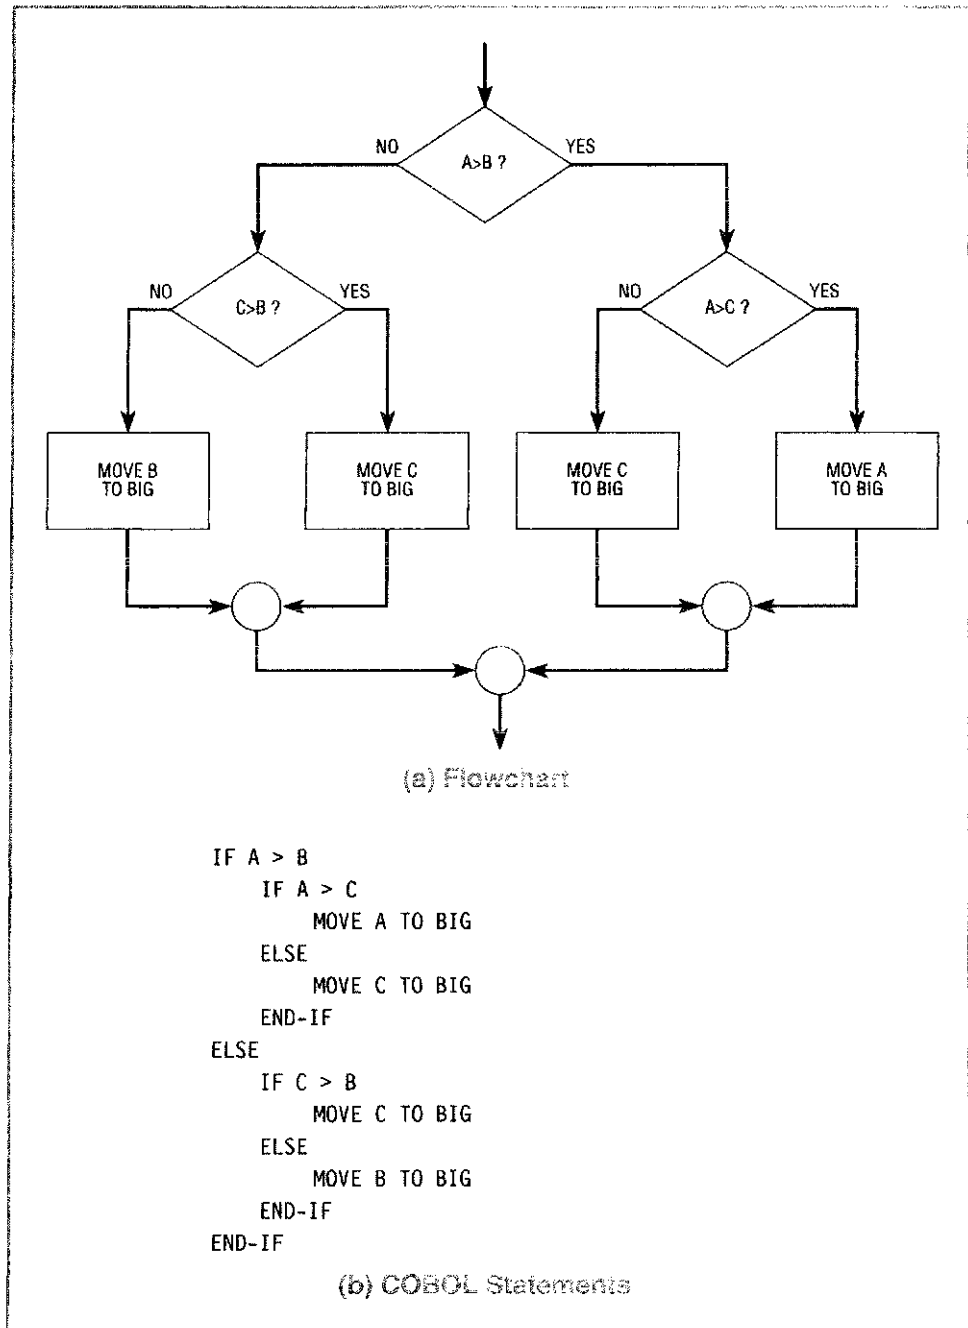 A>B ?
NO
YES
C>B ?
NO
YES
A>C ?
NO
YES
MOVE B
TO BIG
MOVE C
TO BIG
MOVE C
TO BIG
MOVE A
TO BIG
(a) Flowchart
IF A > B
IF A > C
MOVE A TO BIG
ELSE
MOVE C TO BIG
END-IF
ELSE
IF C > B
MOVE C TO BIG
ELSE
MOVE B TO BIG
END-IF
END-IF
(b) COBOL Statements